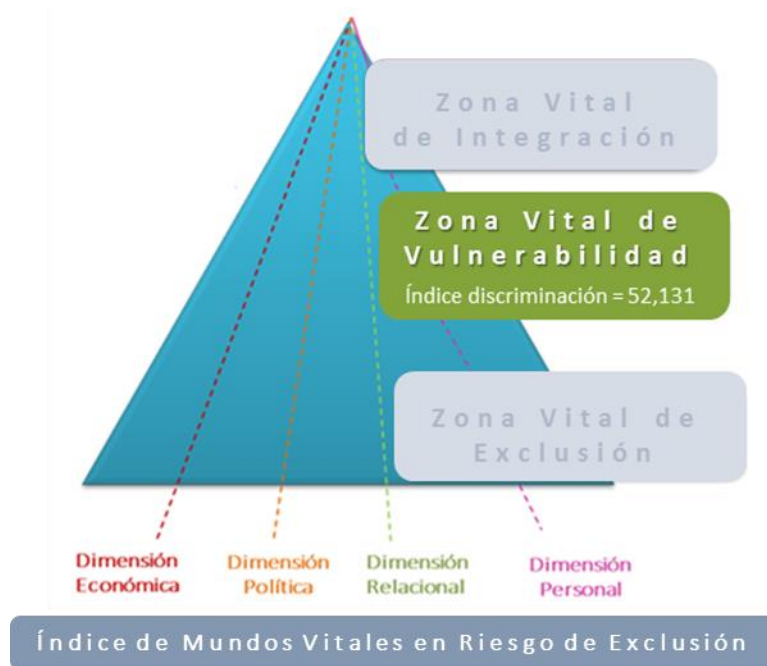 Zona Vital
de Integración
Zona Vital de
Vulnerabilidad
Índice discriminación = 52,131
Zona Vital de
Exclusión
Dimensión
Económica
Dimensión
Política
Dimensión
Relacional
Dimensión
Personal
Índice de Mundos Vitales en Riesgo de Exclusión